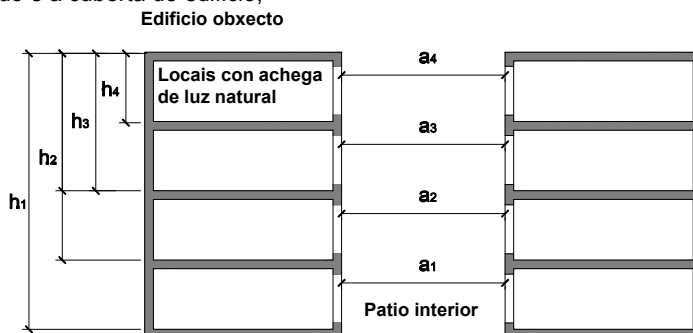 do e a cuberta do edificio,
Edificio obxecto
Locais con achega
de luz natural
h4
h3
h2
h1
a4
a3
a2
a1
Patio interior